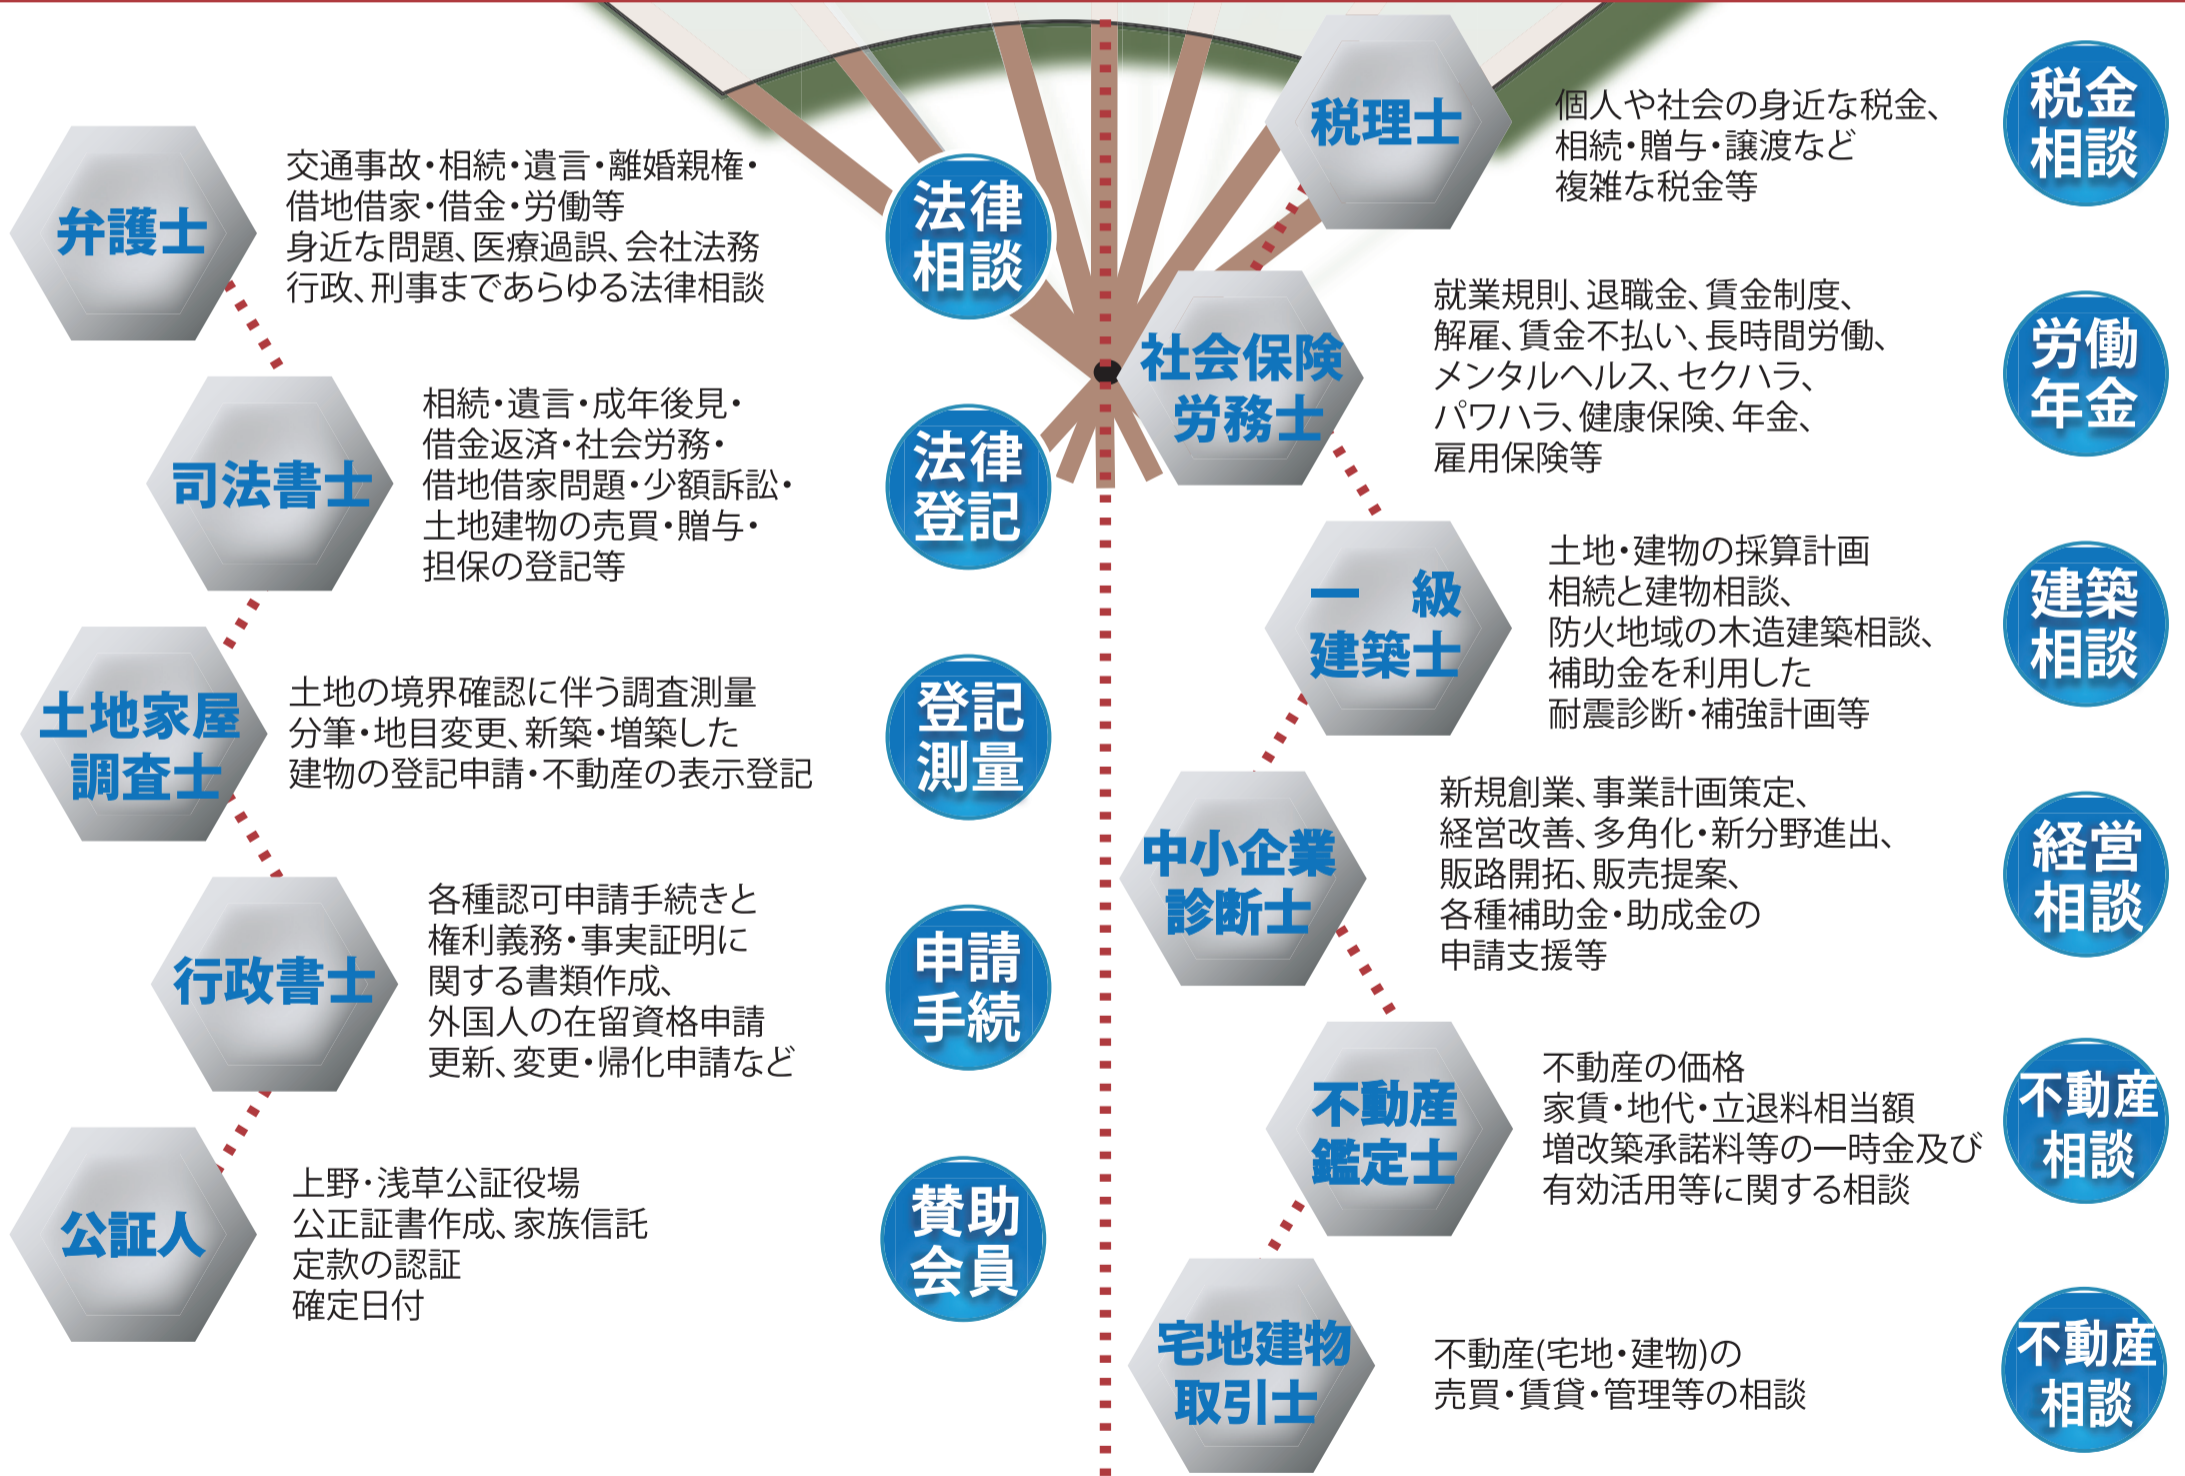 弁護士
交通事故・相続・遺言・離婚親権・
借地借家・借金・労働等
身近な問題、医療過誤、会社法務
行政、刑事まであらゆる法律相談
法律
相談
司法書士
相続・遺言・成年後見・
借金返済・社会労務・
借地借家問題・少額訴訟・
土地建物の売買・贈与・
担保の登記等
法律
登記
土地家屋
調査士
土地の境界確認に伴う調査測量
分筆・地目変更、新築・増築した
建物の登記申請・不動産の表示登記
登記
測量
行政書士
各種認可申請手続きと
権利義務・事実証明に
関する書類作成、
外国人の在留資格申請
更新、変更・帰化申請など
申請
手続
公証人
上野・浅草公証役場
公正証書作成、家族信託
定款の認証
確定日付
賛助
会員
税理士
個人や社会の身近な税金、
相続・贈与・譲渡など
複雑な税金等
税金
相談
社会保険
労務士
就業規則、退職金、賃金制度、
解雇、賃金不払い、長時間労働、
メンタルヘルス、セクハラ、
パワハラ、健康保険、年金、
雇用保険等
労働
年金
一　級
建築士
土地・建物の採算計画
相続と建物相談、
防火地域の木造建築相談、
補助金を利用した
耐震診断・補強計画等
建築
相談
中小企業
診断士
新規創業、事業計画策定、
経営改善、多角化・新分野進出、
販路開拓、販売提案、
各種補助金・助成金の
申請支援等
経営
相談
不動産
鑑定士
不動産の価格
家賃・地代・立退料相当額
増改築承諾料等の一時金及び
有効活用等に関する相談
不動産
相談
宅地建物
取引士
不動産(宅地・建物)の
売買・賃貸・管理等の相談
不動産
相談